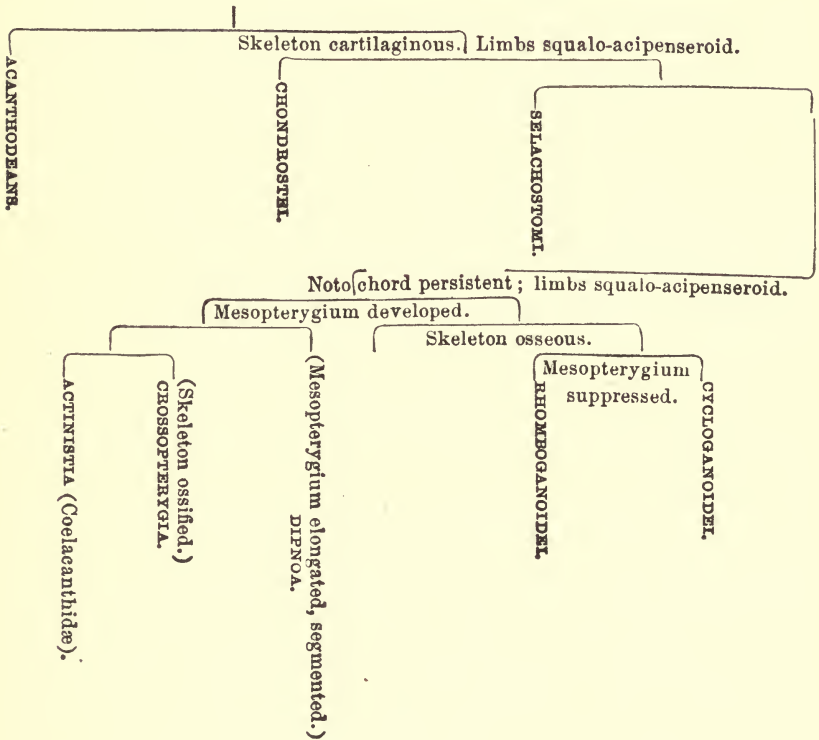 Skeleton cartilaginous. Limbs squalo-acipenseroid.
ACANTHODEANS.
CHONDROSTEI.
SELACHOSTOMI.
Notochord persistent; limbs squalo-acipenseroid.
Mesopterygium developed.
Skeleton osseous.
Mesopterygium
suppressed.
ACTINISTIA (Coelacanthidæ).
(Skeleton ossified.)
CROSSOPTERYGIA.
(Mesopterygium elongated, segmented.)
DIPNOA.
RHOMBOGANOIDEI.
CYCLOGANOIDEI.